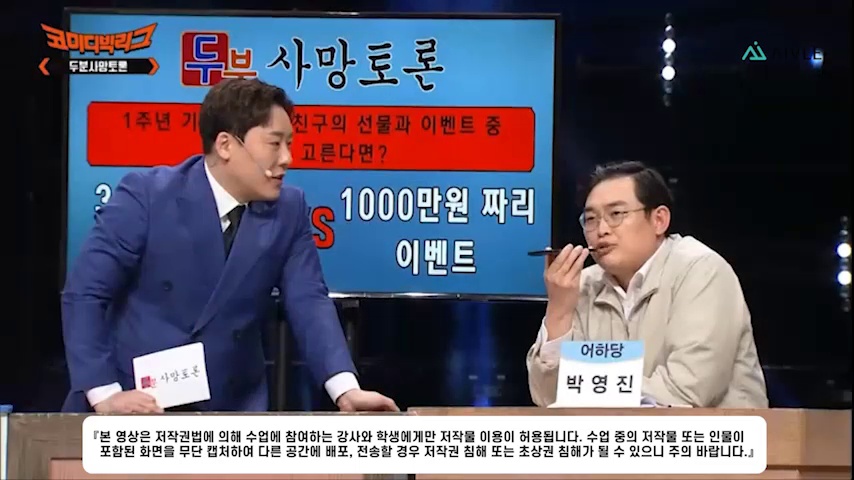 코미디빅리그
두분사망토론
AIVLE
두분 사망토론
1주년 기 친구의 선물과 이벤트 중
고른다면?
3
VS
1000만원 짜리
이벤트
두분 사망토론
어하당
박영진
『본 영상은 저작권법에 의해 수업에 참여하는 강사와 학생에게만 저작물 이용이 허용됩니다. 수업 중의 저작물 또는 인물이
포함된 화면을 무단 캡처하여 다른 공간에 배포, 전송할 경우 저작권 침해 또는 초상권 침해가 될 수 있으니 주의 바랍니다.』